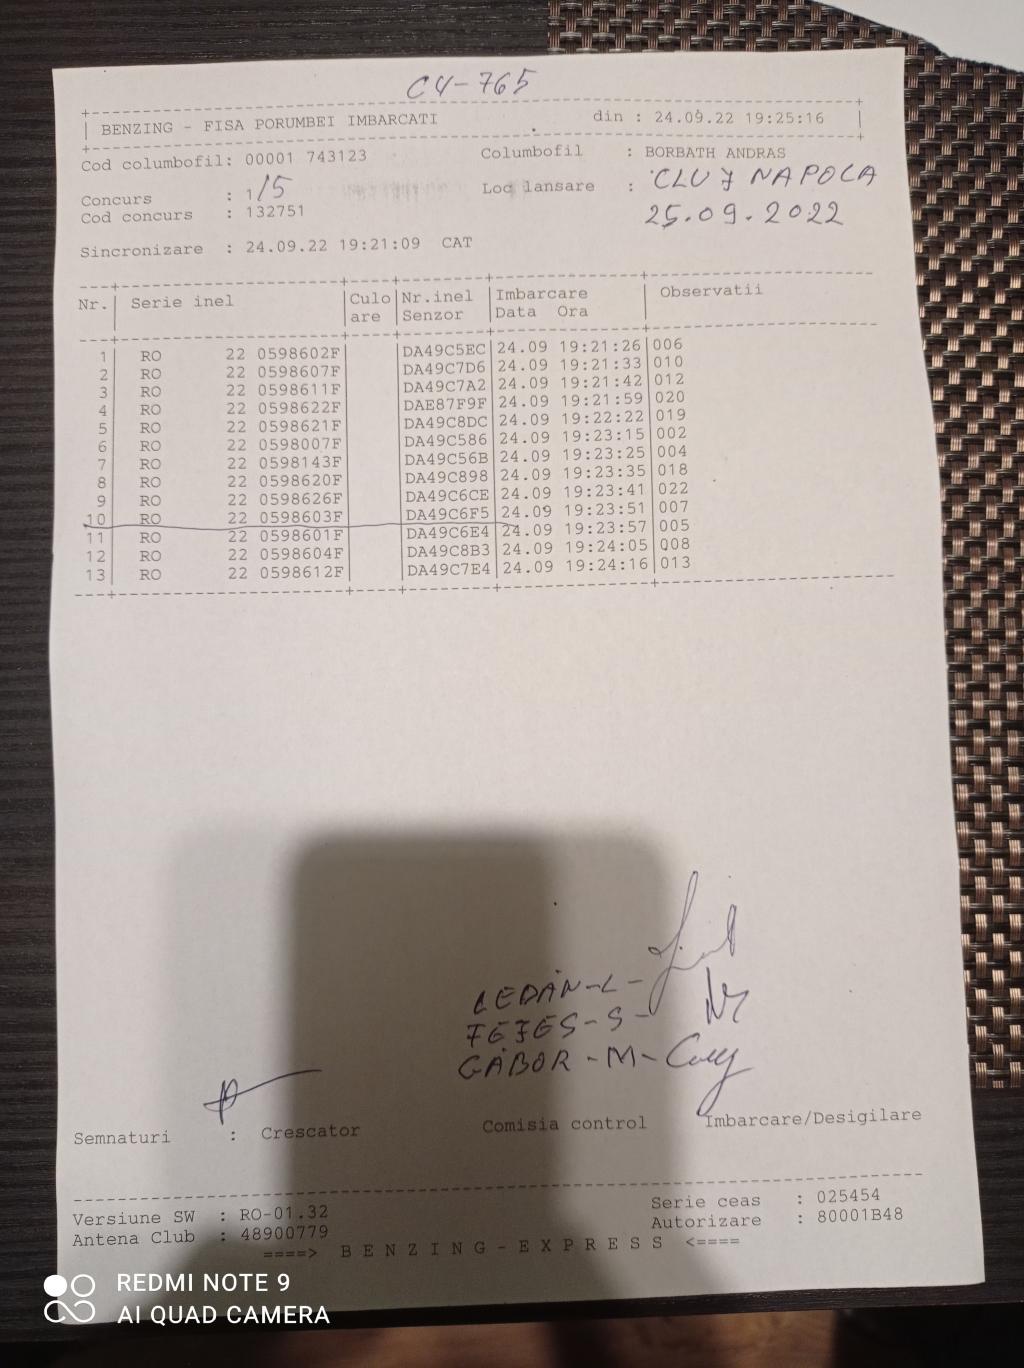 C4-765
BENZING - FISA PORUMBEI IMBARCATI din : 24.09.22 19:25:16
Cod columbofil: 00001 743123 Columbofil : BORBATH ANDRAS
Concurs : 1/5 Loc lansare : CLUJ NAPOCA
Cod concurs : 132751 25.09.2022
Sincronizare : 24.09.22 19:21:09 CAT
Nr. Serie inel Culo Nr.inel Imbarcare Observatii
are Senzor Data Ora
1 RO 22 0598602F DA49C5EC 24.09 19:21:26 006
2 RO 22 0598607F DA49C7D6 24.09 19:21:33 010
3 RO 22 0598611F DA49C7A2 24.09 19:21:42 012
4 RO 22 0598622F DAE87F9F 24.09 19:21:59 020
5 RO 22 0598621F DA49C8DC 24.09 19:22:22 019
6 RO 22 0598007F DA49C586 24.09 19:23:15 002
7 RO 22 0598143F DA49C56B 24.09 19:23:25 004
8 RO 22 0598620F DA49C898 24.09 19:23:35 018
9 RO 22 0598626F DA49C6CE 24.09 19:23:41 022
10 RO 22 0598603F DA49C6F5 24.09 19:23:51 007
11 RO 22 0598601F DA49C6E4 24.09 19:23:57 005
12 RO 22 0598604F DA49C8B3 24.09 19:24:05 008
13 RO 22 0598612F DA49C7E4 24.09 19:24:16 013
LEDÁN-L-
FEJES-S-
GÁBOR-M-
Semnaturi : Crescator Comisia control Imbarcare/Desigilare
Versiune SW : RO-01.32 Serie ceas : 025454
Antena Club : 48900779 Autorizare : 80001B48
====> B E N Z I N G - E X P R E S S <====
REDMI NOTE 9
AI QUAD CAMERA